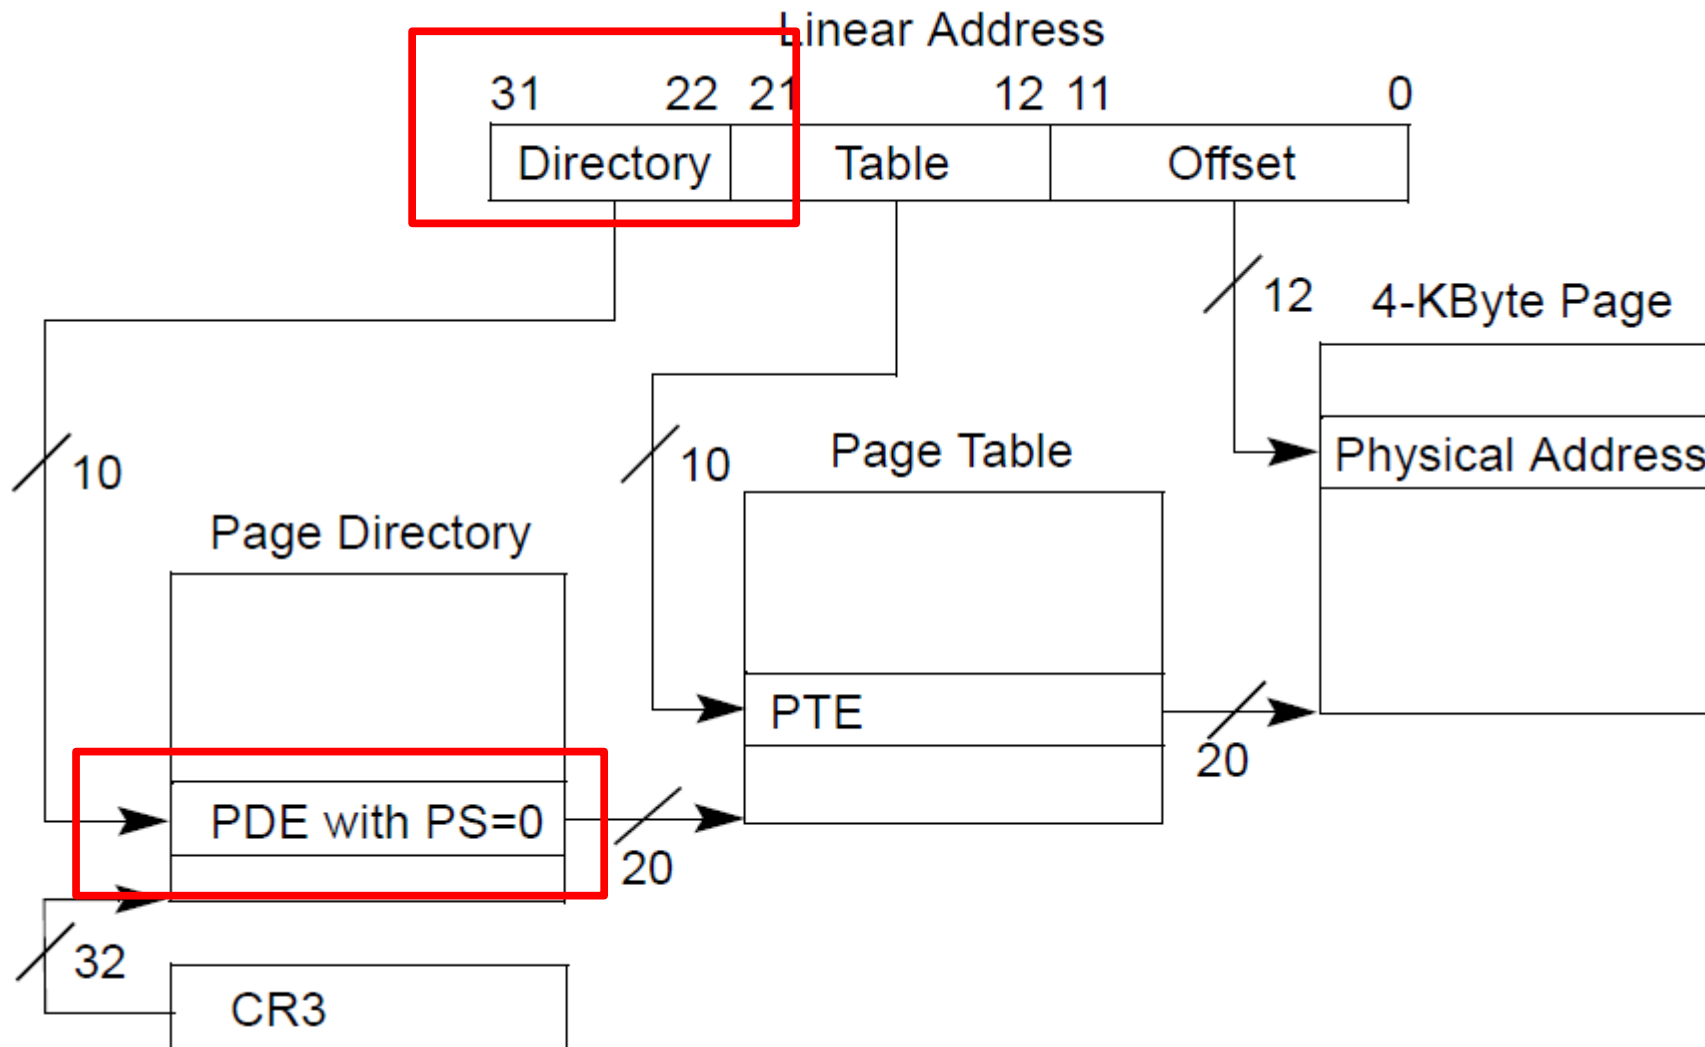 Linear Address
31 22 21 12 11 0
Directory Table Offset
12
4-KByte Page
10
10
Page Table
Physical Address
Page Directory
PTE
20
PDE with PS=0
20
32
CR3